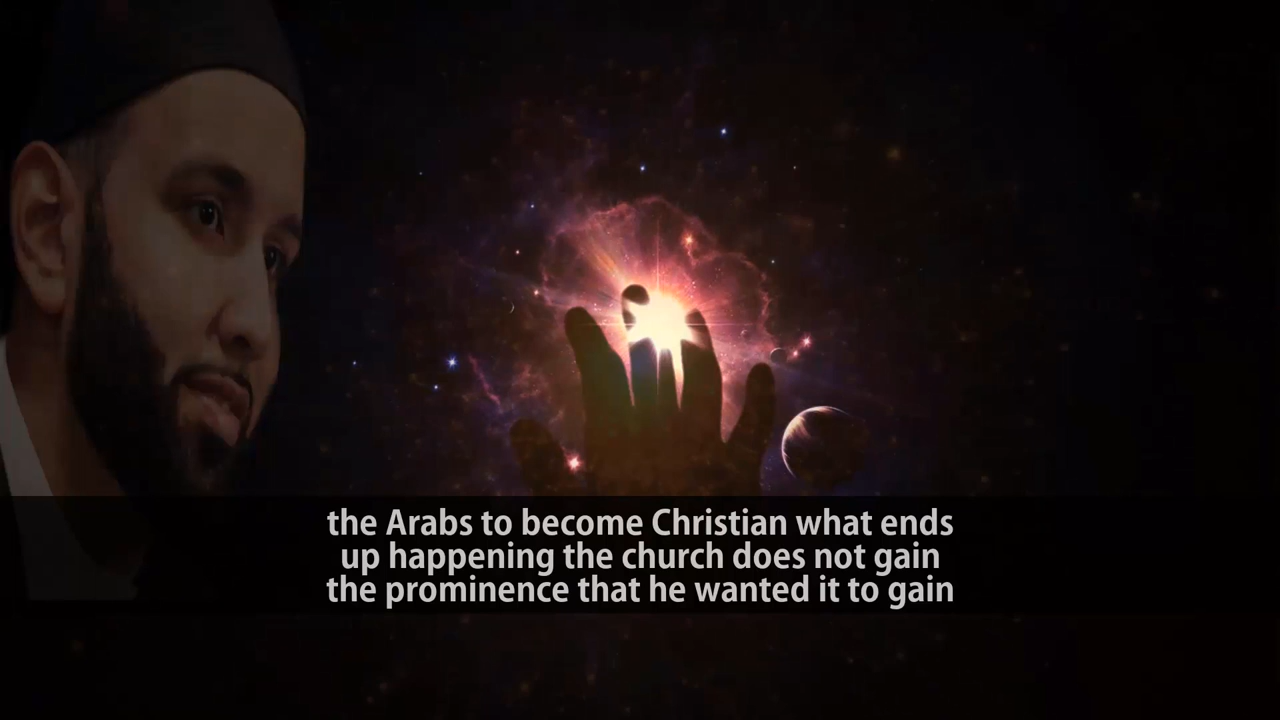 the Arabs to become Christian what ends
up happening the church does not gain
the prominence that he wanted it to gain